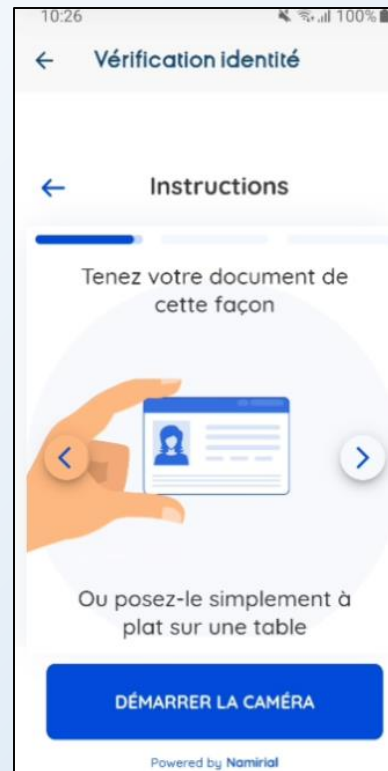 10:26 100%
Vérification identité
Instructions
Tenez votre document de
cette façon
Ou posez-le simplement à
plat sur une table
DÉMARRER LA CAMÉRA
Powered by Namirial